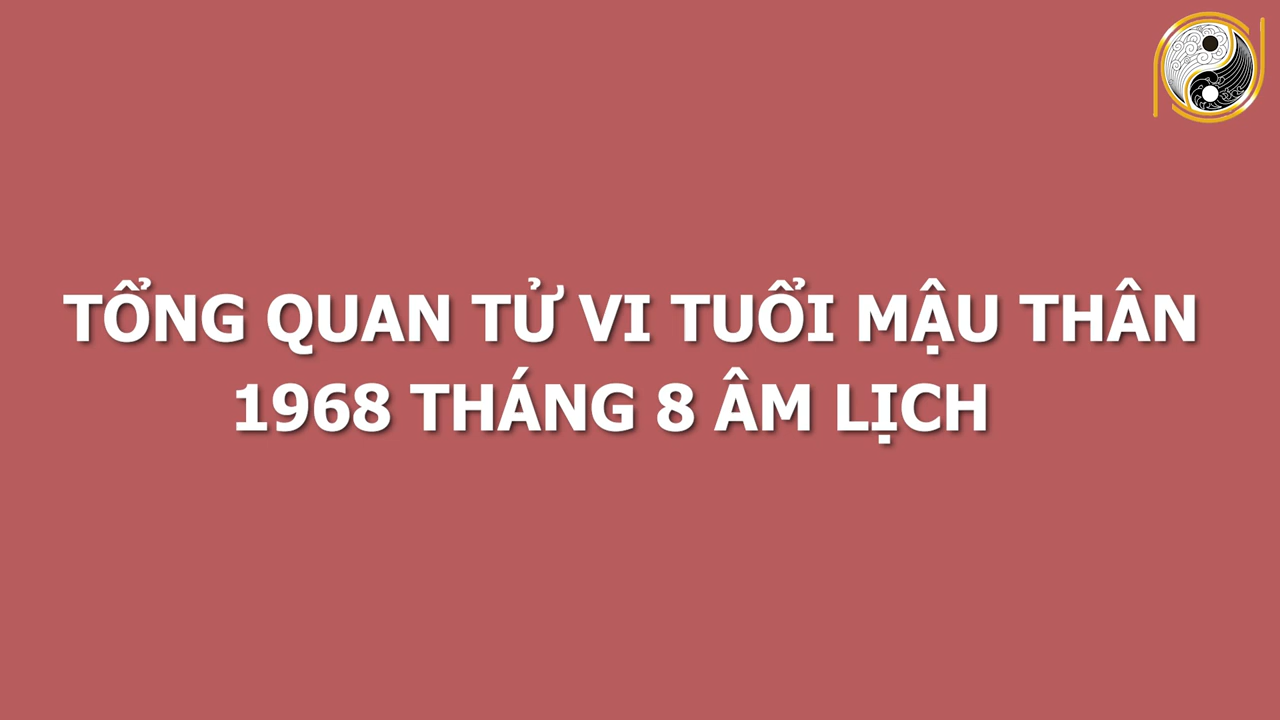 TỔNG QUAN TỬ VI TUỔI MẬU THÂN
1968 THÁNG 8 ÂM LỊCH